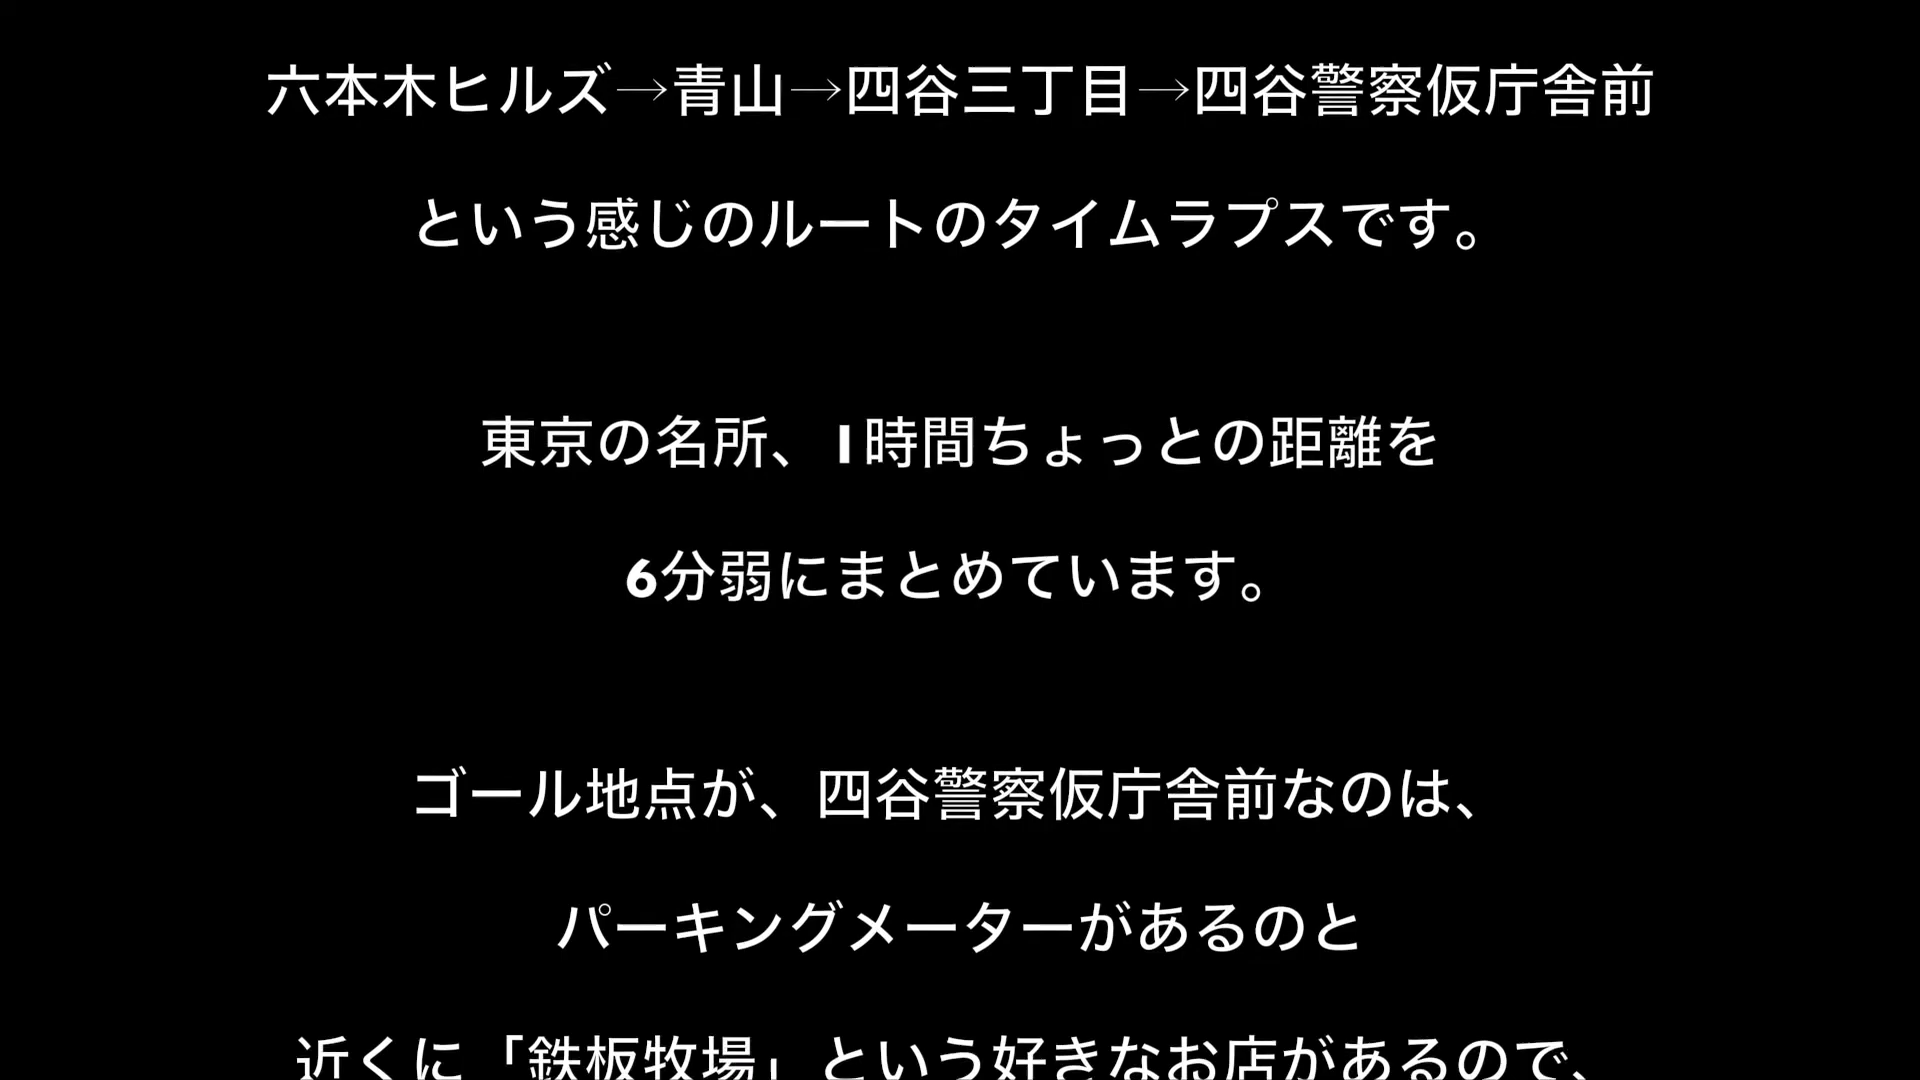 六本木ヒルズ→青山→四谷三丁目→四谷警察仮庁舎前
という感じのルートのタイムラプスです。
東京の名所、1時間ちょっとの距離を
6分弱にまとめています。
ゴール地点が、四谷警察仮庁舎前なのは、
パーキングメーターがあるのと
近くに「鉄板牧場」という好きなお店があるので、